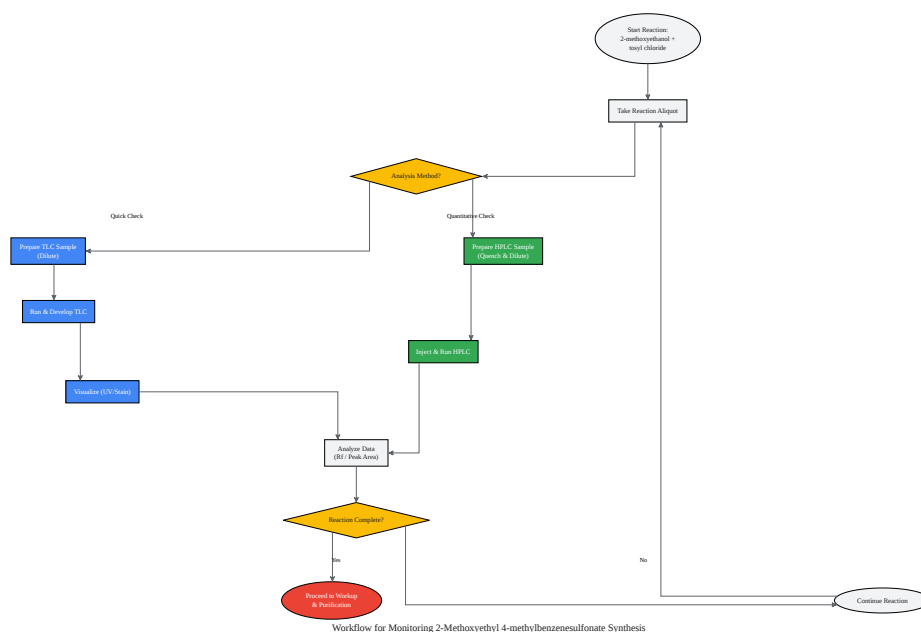 Start Reaction:
2-methoxyethanol +
tosyl chloride
Take Reaction Aliquot
Analysis Method?
Quick Check
Quantitative Check
Prepare TLC Sample
(Dilute)
Prepare HPLC Sample
(Quench & Dilute)
Run & Develop TLC
Inject & Run HPLC
Visualize (UV/Stain)
Analyze Data
(Rf / Peak Area)
Reaction Complete?
Yes
No
Proceed to Workup
& Purification
Continue Reaction
Workflow for Monitoring 2-Methoxyethyl 4-methylbenzenesulfonate Synthesis